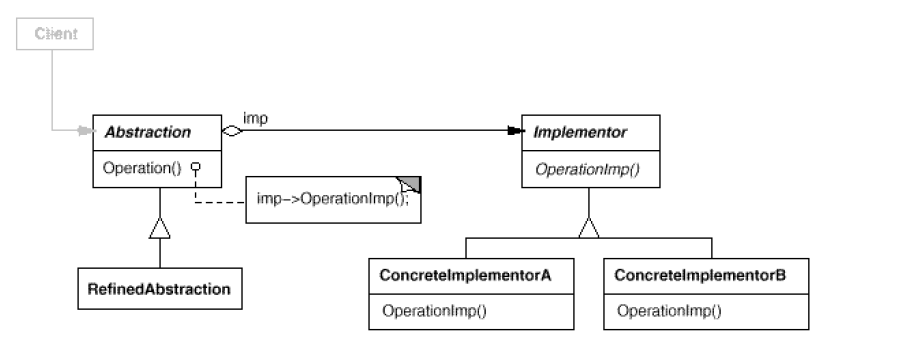 Client
imp
Abstraction
Implementor
Operation()
OperationImp()
imp->OperationImp();
RefinedAbstraction
ConcreteImplementorA
ConcreteImplementorB
OperationImp()
OperationImp()